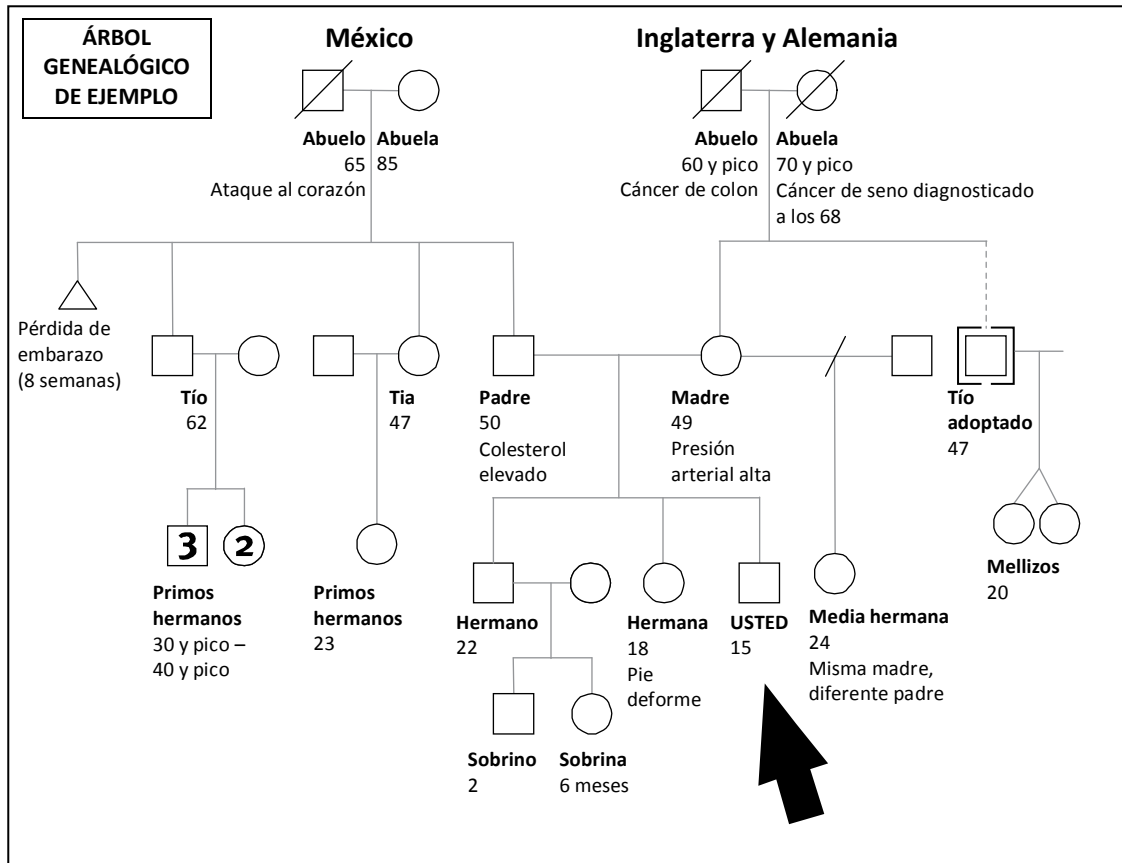 ÁRBOL
GENEALÓGICO
DE EJEMPLO
México
Inglaterra y Alemania
Abuelo
65
Ataque al corazón
Abuela
85
Abuelo
60 y pico
Cáncer de colon
Abuela
70 y pico
Cáncer de seno diagnosticado
a los 68
Pérdida de
embarazo
(8 semanas)
Tío
62
Tia
47
Padre
50
Colesterol
elevado
Madre
49
Presión
arterial alta
Tío
adoptado
47
3
2
Primos
hermanos
30 y pico –
40 y pico
Primos
hermanos
23
Hermano
22
Hermana
18
Pie
deforme
USTED
15
Media hermana
24
Misma madre,
diferente padre
Mellizos
20
Sobrino
2
Sobrina
6 meses